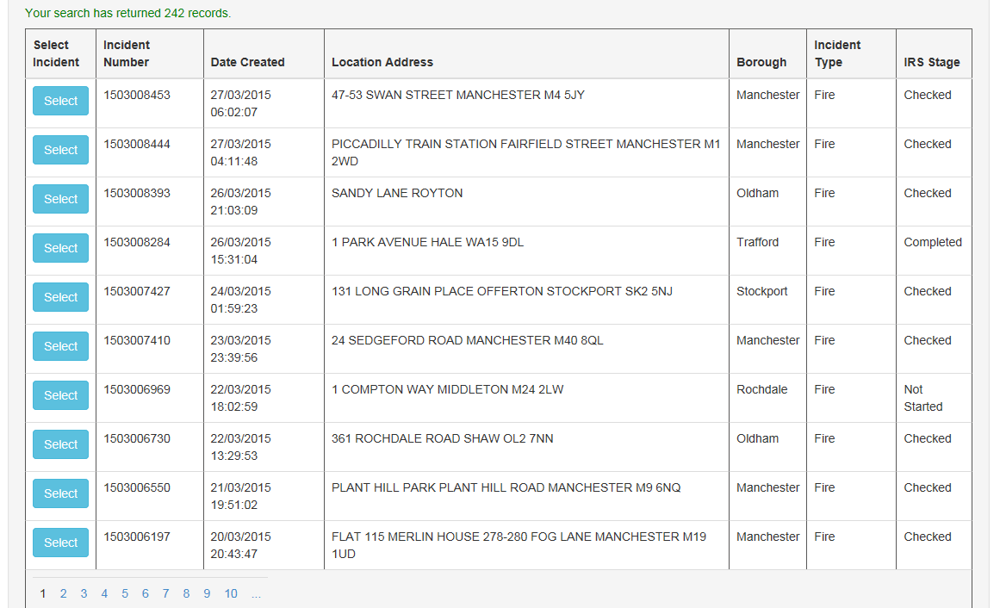 Your search has returned 242 records.
Select Incident Incident Number Date Created Location Address Borough Incident Type IRS Stage
Select 1503008453 27/03/2015 06:02:07 47-53 SWAN STREET MANCHESTER M4 5JY Manchester Fire Checked
Select 1503008444 27/03/2015 04:11:48 PICCADILLY TRAIN STATION FAIRFIELD STREET MANCHESTER M1 2WD Manchester Fire Checked
Select 1503008393 26/03/2015 21:03:09 SANDY LANE ROYTON Oldham Fire Checked
Select 1503008284 26/03/2015 15:31:04 1 PARK AVENUE HALE WA15 9DL Trafford Fire Completed
Select 1503007427 24/03/2015 01:59:23 131 LONG GRAIN PLACE OFFERTON STOCKPORT SK2 5NJ Stockport Fire Checked
Select 1503007410 23/03/2015 23:39:56 24 SEDGEFORD ROAD MANCHESTER M40 8QL Manchester Fire Checked
Select 1503006969 22/03/2015 18:02:59 1 COMPTON WAY MIDDLETON M24 2LW Rochdale Fire Not Started
Select 1503006730 22/03/2015 13:29:53 361 ROCHDALE ROAD SHAW OL2 7NN Oldham Fire Checked
Select 1503006550 21/03/2015 19:51:02 PLANT HILL PARK PLANT HILL ROAD MANCHESTER M9 6NQ Manchester Fire Checked
Select 1503006197 20/03/2015 20:43:47 FLAT 115 MERLIN HOUSE 278-280 FOG LANE MANCHESTER M19 1UD Manchester Fire Checked
1 2 3 4 5 6 7 8 9 10 ...